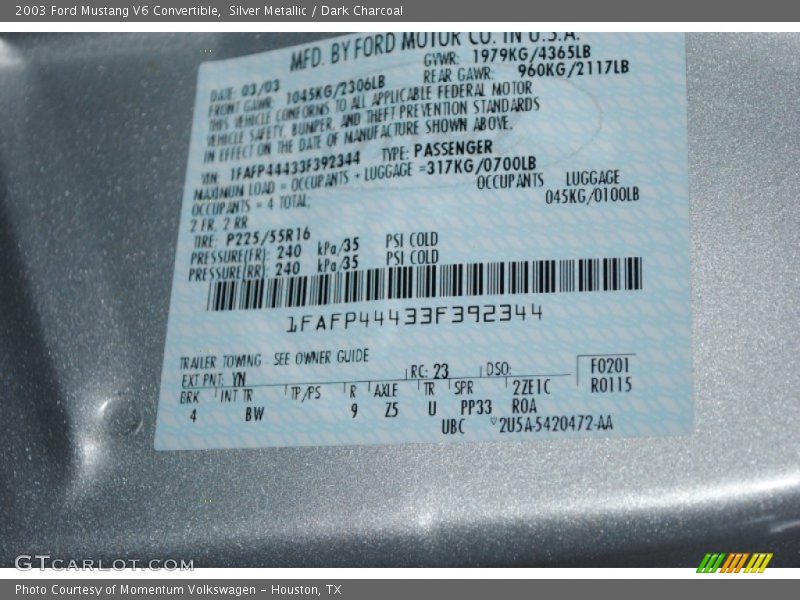 2003 Ford Mustang V6 Convertible, Silver Metallic / Dark Charcoal
MFD. BY FORD MOTOR CO. IN U.S.A.
DATE: 03/03 GVWR: 1979KG/4365LB
FRONT GAWR: 1045KG/2306LB REAR GAWR: 960KG/2117LB
THIS VEHICLE CONFORMS TO ALL APPLICABLE FEDERAL MOTOR
VEHICLE SAFETY, BUMPER, AND THEFT PREVENTION STANDARDS
IN EFFECT ON THE DATE OF MANUFACTURE SHOWN ABOVE.
VIN: 1FAFP44433F392344 TYPE: PASSENGER
MAXIMUM LOAD = OCCUPANTS + LUGGAGE =317KG/0700LB
OCCUPANTS = 4 TOTAL; OCCUPANTS LUGGAGE
2 FR, 2 RR 045KG/0100LB
TIRE: P225/55R16
PRESSURE(FR): 240 kPa/35 PSI COLD
PRESSURE(RR): 240 kPa/35 PSI COLD
1FAFP44433F392344
TRAILER TOWING - SEE OWNER GUIDE
EXT PNT: YN RC: 23 DSO: F0201
BRK INT TR TP/PS R AXLE TR SPR 2ZE1C R0115
4 BW 9 Z5 U PP33 R0A
UBC 2U5A-5420472-AA
GTCARLOT.COM
Photo Courtesy of Momentum Volkswagen - Houston, TX